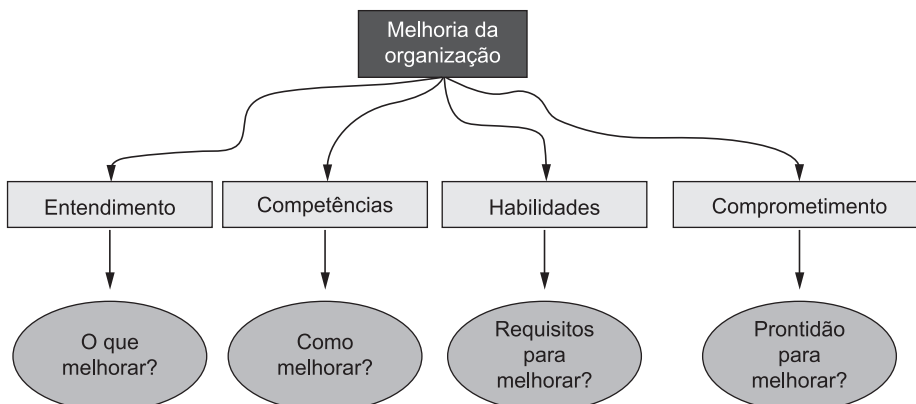 Melhoria da
organização
Entendimento
Competências
Habilidades
Comprometimento
O que
melhorar?
Como
melhorar?
Requisitos
para
melhorar?
Prontidão
para
melhorar?